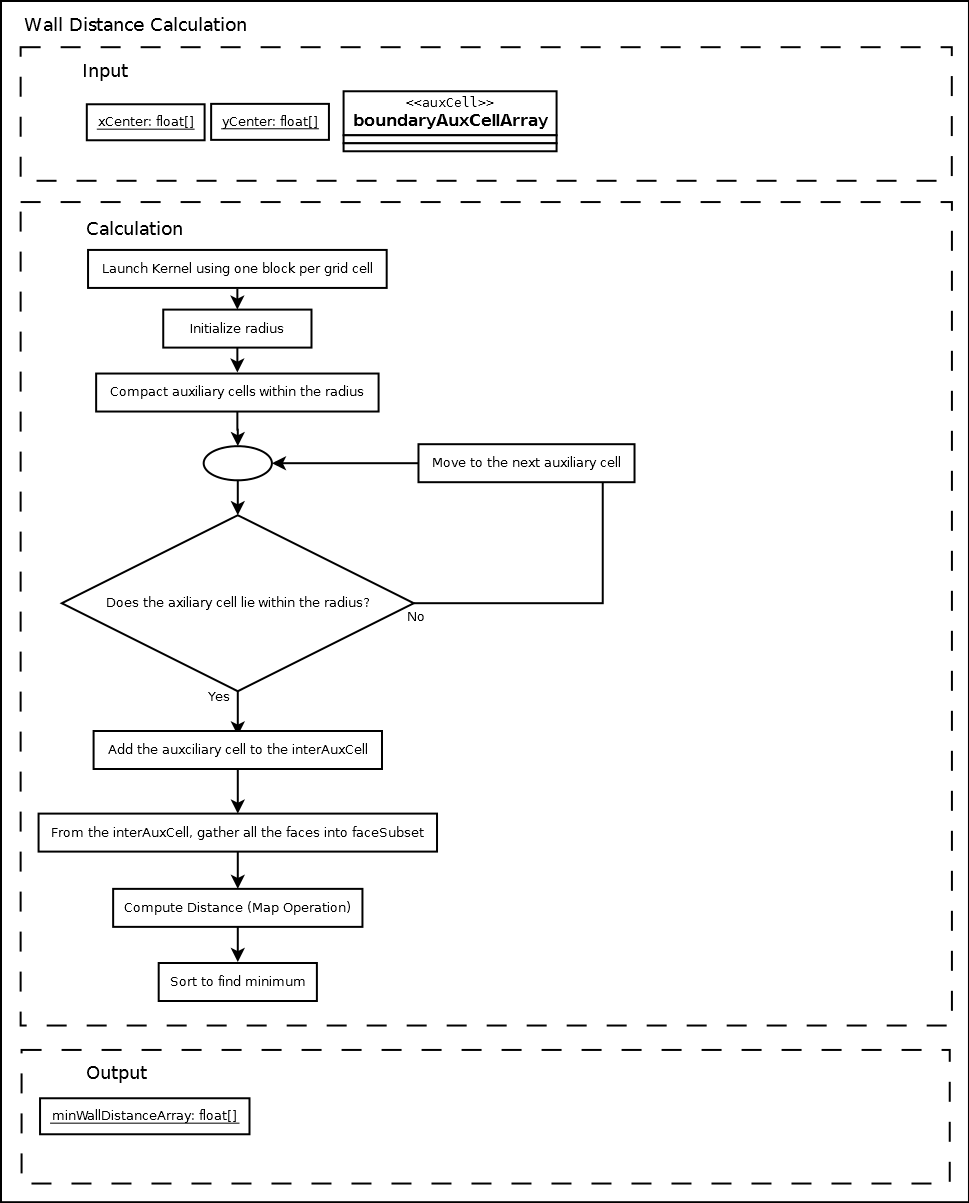 Wall Distance Calculation
Input
xCenter: float[]
yCenter: float[]
<<auxCell>>
boundaryAuxCellArray
Calculation
Launch Kernel using one block per grid cell
Initialize radius
Compact auxiliary cells within the radius
Move to the next auxiliary cell
Does the axiliary cell lie within the radius?
No
Yes
Add the auxciliary cell to the interAuxCell
From the interAuxCell, gather all the faces into faceSubset
Compute Distance (Map Operation)
Sort to find minimum
Output
minWallDistanceArray: float[]